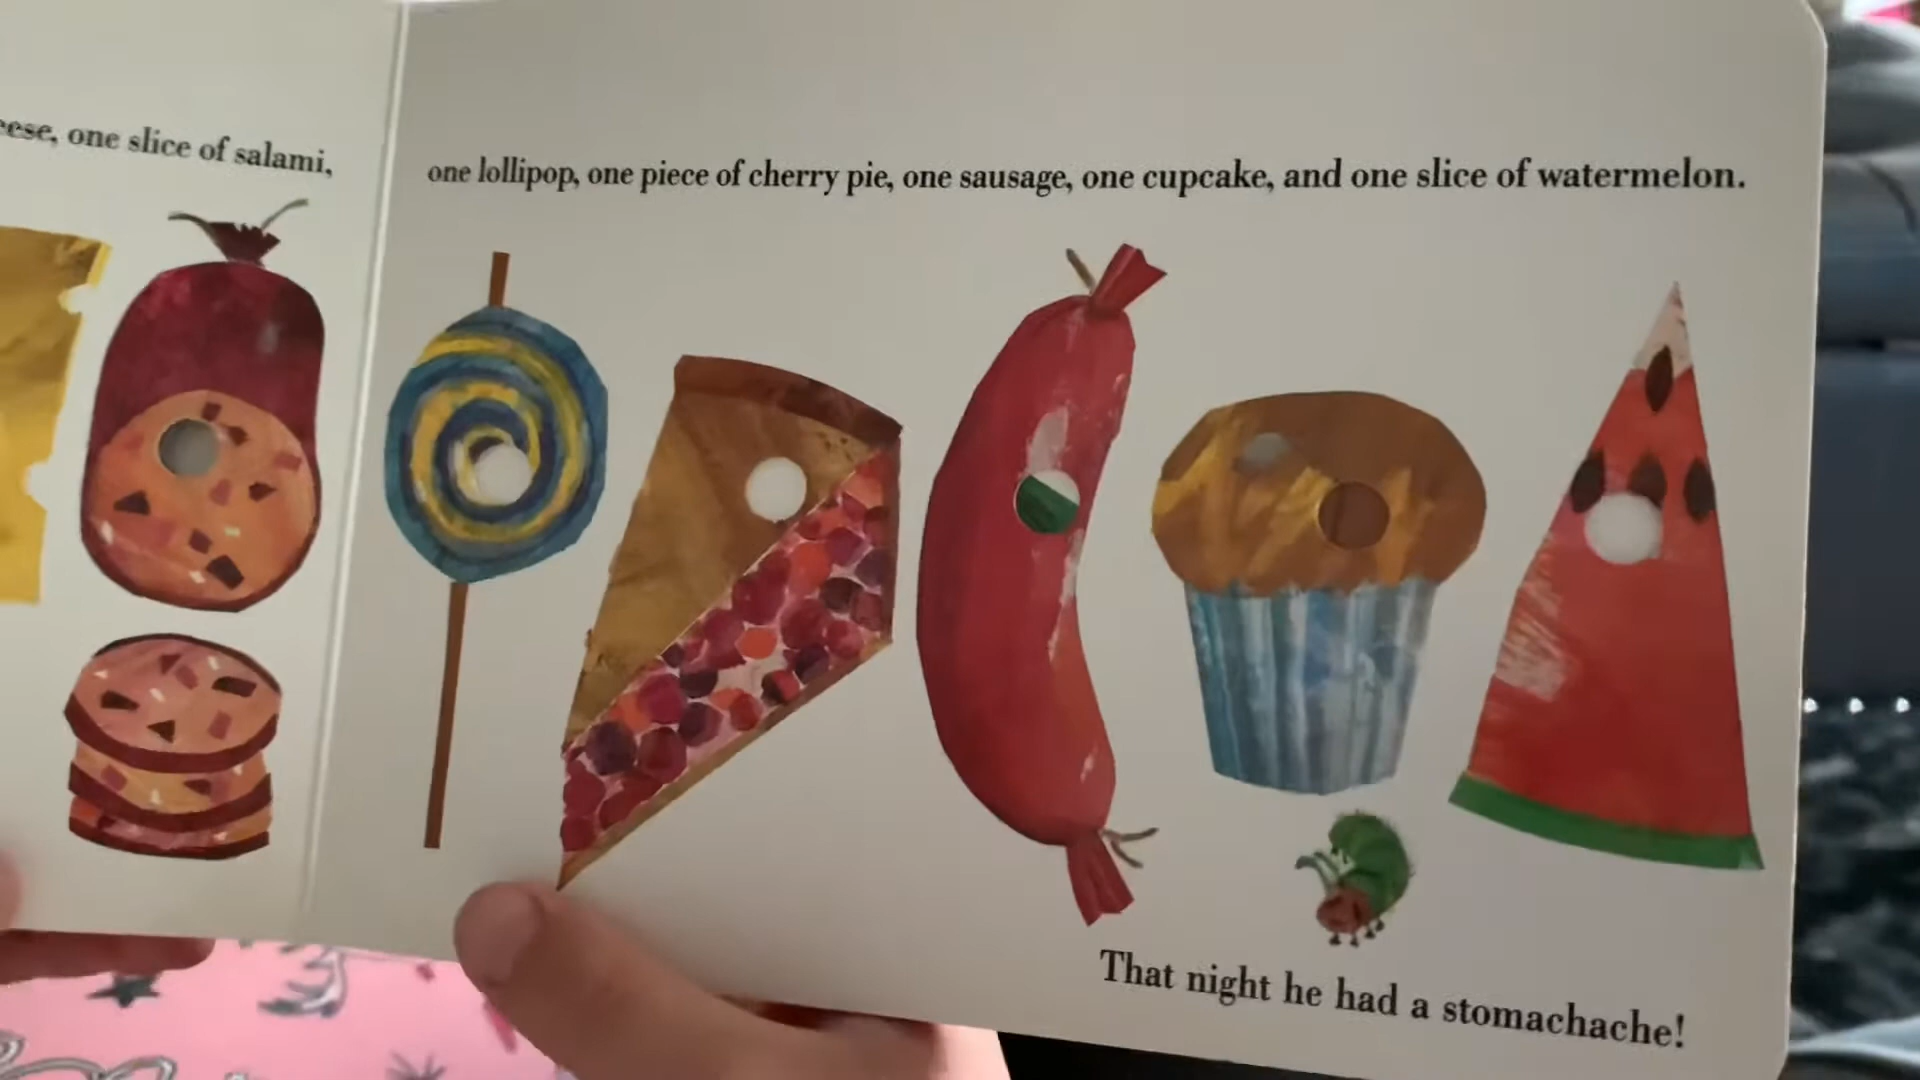 one slice of salami,
one lollipop, one piece of cherry pie, one sausage, one cupcake, and one slice of watermelon.
That night he had a stomachache!